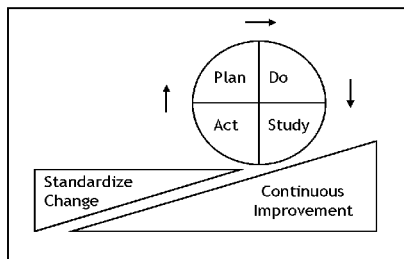 Plan Do
Act Study
Standardize
Change
Continuous
Improvement